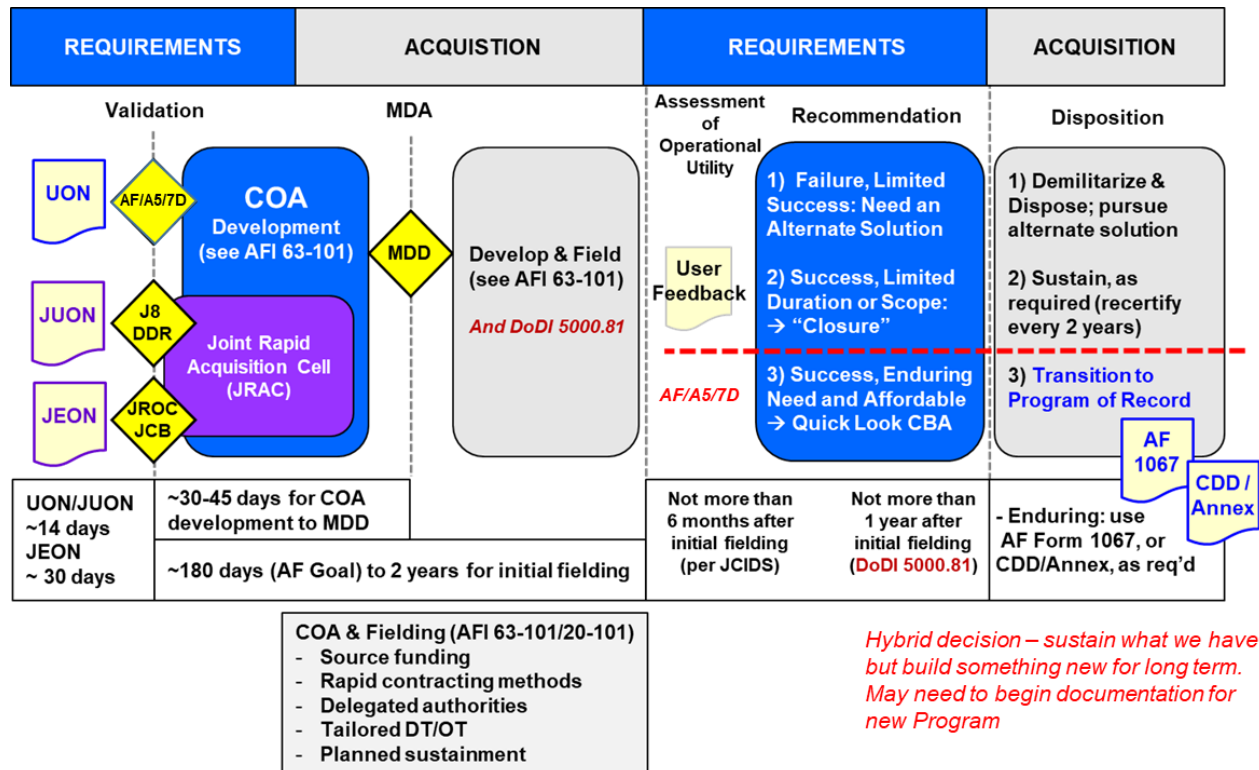 REQUIREMENTS
ACQUISTION
REQUIREMENTS
ACQUISITION
Validation
MDA
Assessment
of
Operational
Utility
Recommendation
Disposition
UON
AF/A5/7D
COA
Development
(see AFI 63-101)
MDD
JUON
J8
DDR
Joint Rapid
Acquisition Cell
(JRAC)
JEON
JROC
JCB
Develop & Field
(see AFI 63-101)
And DoDI 5000.81
User
Feedback
AF/A5/7D
1) Failure, Limited
Success: Need an
Alternate Solution
2) Success, Limited
Duration or Scope:
→ “Closure”
3) Success, Enduring
Need and Affordable
→ Quick Look CBA
1) Demilitarize &
Dispose; pursue
alternate solution
2) Sustain, as
required (recertify
every 2 years)
3) Transition to
Program of Record
AF
1067
CDD /
Annex
UON/JUON
~14 days
JEON
~ 30 days
~30-45 days for COA
development to MDD
~180 days (AF Goal) to 2 years for initial fielding
Not more than
6 months after
initial fielding
(per JCIDS)
Not more than
1 year after
initial fielding
(DoDI 5000.81)
- Enduring: use
AF Form 1067, or
CDD/Annex, as req’d
COA & Fielding (AFI 63-101/20-101)
- Source funding
- Rapid contracting methods
- Delegated authorities
- Tailored DT/OT
- Planned sustainment
Hybrid decision – sustain what we have
but build something new for long term.
May need to begin documentation for
new Program